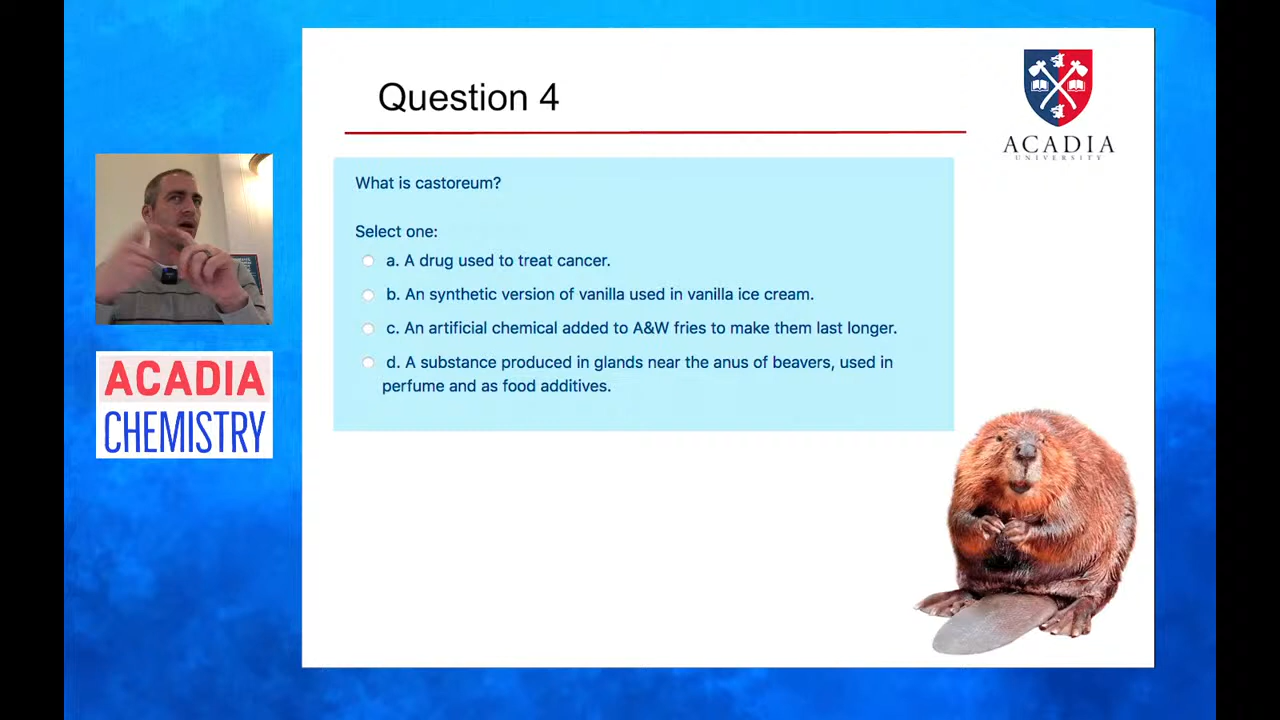 Question 4
ACADIA
UNIVERSITY
What is castoreum?
Select one:
a. A drug used to treat cancer.
b. An synthetic version of vanilla used in vanilla ice cream.
c. An artificial chemical added to A&W fries to make them last longer.
d. A substance produced in glands near the anus of beavers, used in
perfume and as food additives.
ACADIA
CHEMISTRY